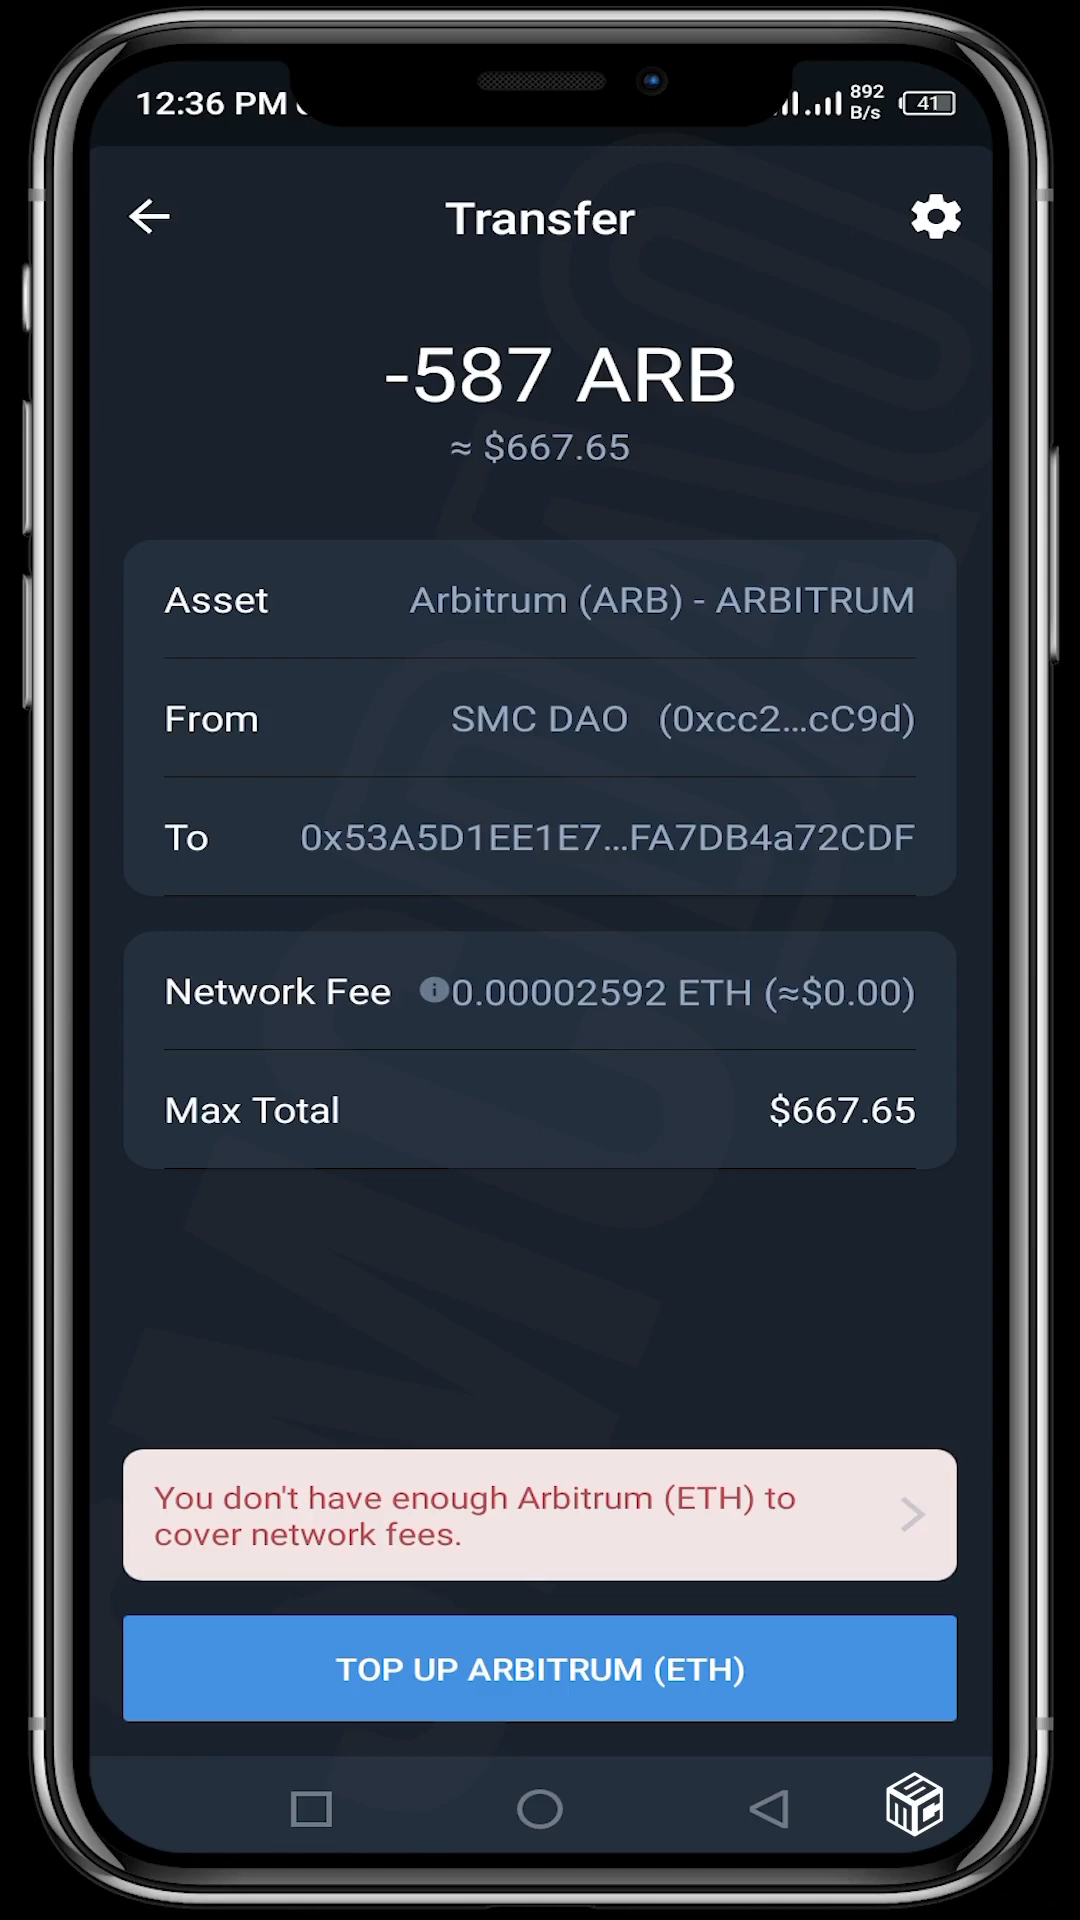 12:36 PM
892
B/s
41
Transfer
-587 ARB
≈ $667.65
Asset Arbitrum (ARB) - ARBITRUM
From SMC DAO (0xcc2...cC9d)
To 0x53A5D1EE1E7...FA7DB4a72CDF
Network Fee 0.00002592 ETH (≈$0.00)
Max Total $667.65
You don't have enough Arbitrum (ETH) to
cover network fees.
TOP UP ARBITRUM (ETH)
SMC